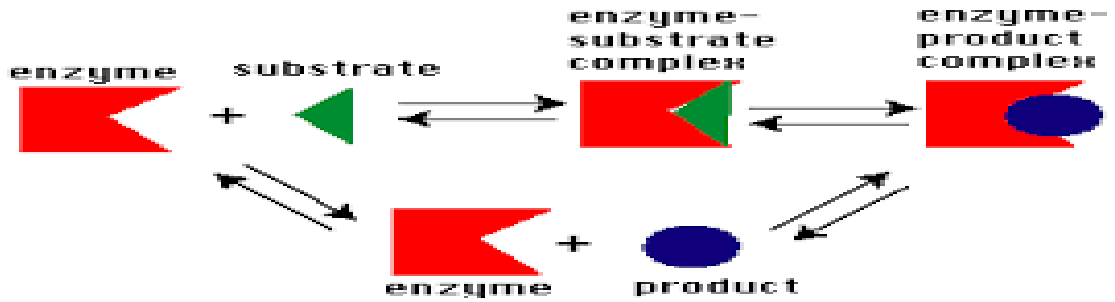 enzyme
+
substrate
enzyme-
substrate
complex
enzyme-
product
complex
enzyme
+
product